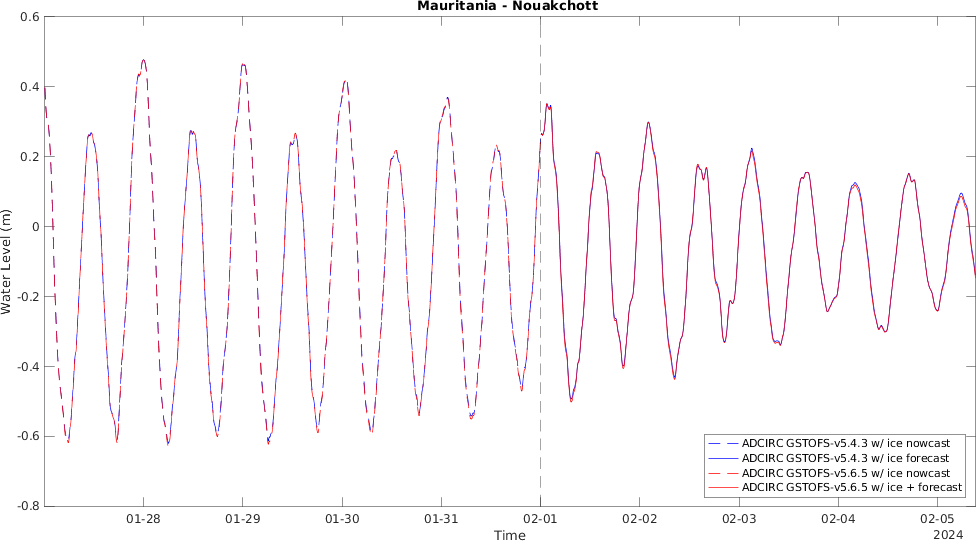 Mauritania - Nouakchott
Water Level (m)
0.6
0.4
0.2
0
-0.2
-0.4
-0.6
-0.8
ADCIRC GSTOFS-v5.4.3 w/ ice nowcast
ADCIRC GSTOFS-v5.4.3 w/ ice forecast
ADCIRC GSTOFS-v5.6.5 w/ ice nowcast
ADCIRC GSTOFS-v5.6.5 w/ ice + forecast
01-28 01-29 01-30 01-31 02-01 02-02 02-03 02-04 02-05
Time
2024